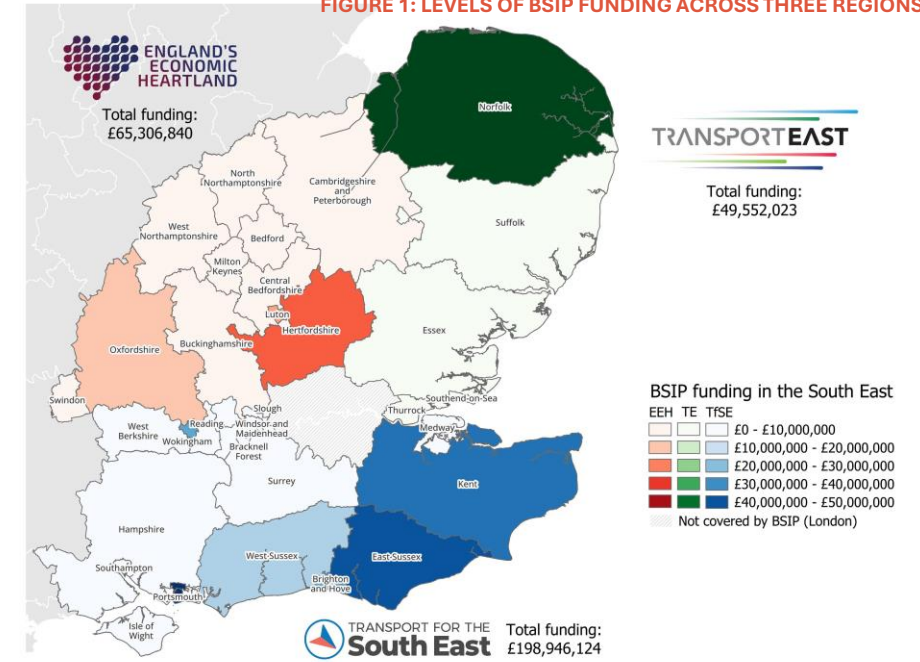 FIGURE 1: LEVELS OF BSIP FUNDING ACROSS THREE REGIONS
ENGLAND'S
ECONOMIC
HEARTLAND
Total funding:
£65,306,840
TRANSPORTEAST
Total funding:
£49,552,023
Norfolk
North
Northamptonshire
Cambridgeshire
and
Peterborough
Suffolk
West
Northamptonshire
Bedford
Milton
Keynes
Central
Bedfordshire
Luton
Hertfordshire
Essex
Buckinghamshire
Oxfordshire
Swindon
Southend-on-Sea
Thurrock
Slough
Windsor and
Maidenhead
Bracknell
Forest
Reading
Wokingham
West
Berkshire
Medway
Kent
Surrey
Hampshire
West Sussex
East Sussex
Brighton
and Hove
Southampton
Portsmouth
Isle of
Wight
BSIP funding in the South East
EEH TE TfSE
£0 - £10,000,000
£10,000,000 - £20,000,000
£20,000,000 - £30,000,000
£30,000,000 - £40,000,000
£40,000,000 - £50,000,000
Not covered by BSIP (London)
TRANSPORT FOR THE
South East
Total funding:
£198,946,124